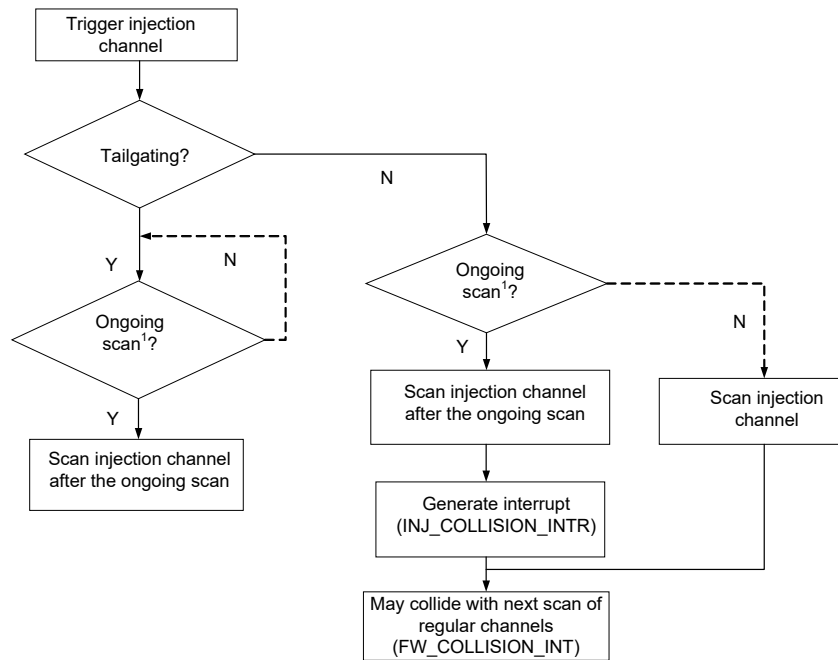 Trigger injection
channel
Tailgating?
N
Y
N
Ongoing
scan¹?
Y
Scan injection channel
after the ongoing scan
Ongoing
scan¹?
N
Y
Scan injection channel
after the ongoing scan
Scan injection
channel
Generate interrupt
(INJ_COLLISION_INTR)
May collide with next scan of
regular channels
(FW_COLLISION_INT)